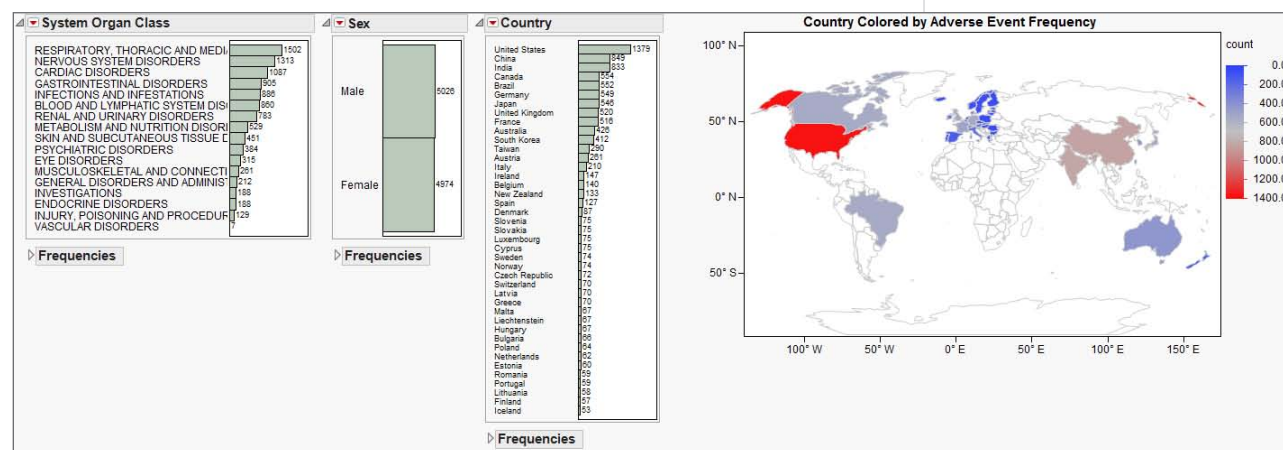 System Organ Class
RESPIRATORY, THORACIC AND MEDI 1502
NERVOUS SYSTEM DISORDERS 1313
CARDIAC DISORDERS 1087
GASTROINTESTINAL DISORDERS 905
INFECTIONS AND INFESTATIONS 886
BLOOD AND LYMPHATIC SYSTEM DIS 860
RENAL AND URINARY DISORDERS 783
METABOLISM AND NUTRITION DISORI 529
SKIN AND SUBCUTANEOUS TISSUE D 451
PSYCHIATRIC DISORDERS 384
EYE DISORDERS 315
MUSCULOSKELETAL AND CONNECTI 261
GENERAL DISORDERS AND ADMINIS 212
INVESTIGATIONS 188
ENDOCRINE DISORDERS 188
INJURY, POISONING AND PROCEDUR 129
VASCULAR DISORDERS 7
Frequencies
Sex
Male 5026
Female 4974
Frequencies
Country
United States 1379
China 849
India 833
Canada 554
Brazil 552
Germany 549
Japan 546
United Kingdom 520
France 516
Australia 426
South Korea 412
Taiwan 290
Austria 261
Italy 210
Ireland 147
Belgium 140
New Zealand 133
Spain 127
Denmark 87
Slovenia 75
Slovakia 75
Luxembourg 75
Cyprus 75
Sweden 74
Norway 74
Czech Republic 72
Switzerland 70
Latvia 70
Greece 70
Malta 67
Liechtenstein 67
Hungary 67
Bulgaria 66
Poland 64
Netherlands 62
Estonia 60
Romania 59
Portugal 59
Lithuania 58
Finland 57
Iceland 53
Frequencies
Country Colored by Adverse Event Frequency
100° N
50° N
0° N
50° S
100° W 50° W 0° E 50° E 100° E 150° E
count
0.0
200.0
400.0
600.0
800.0
1000.0
1200.0
1400.0